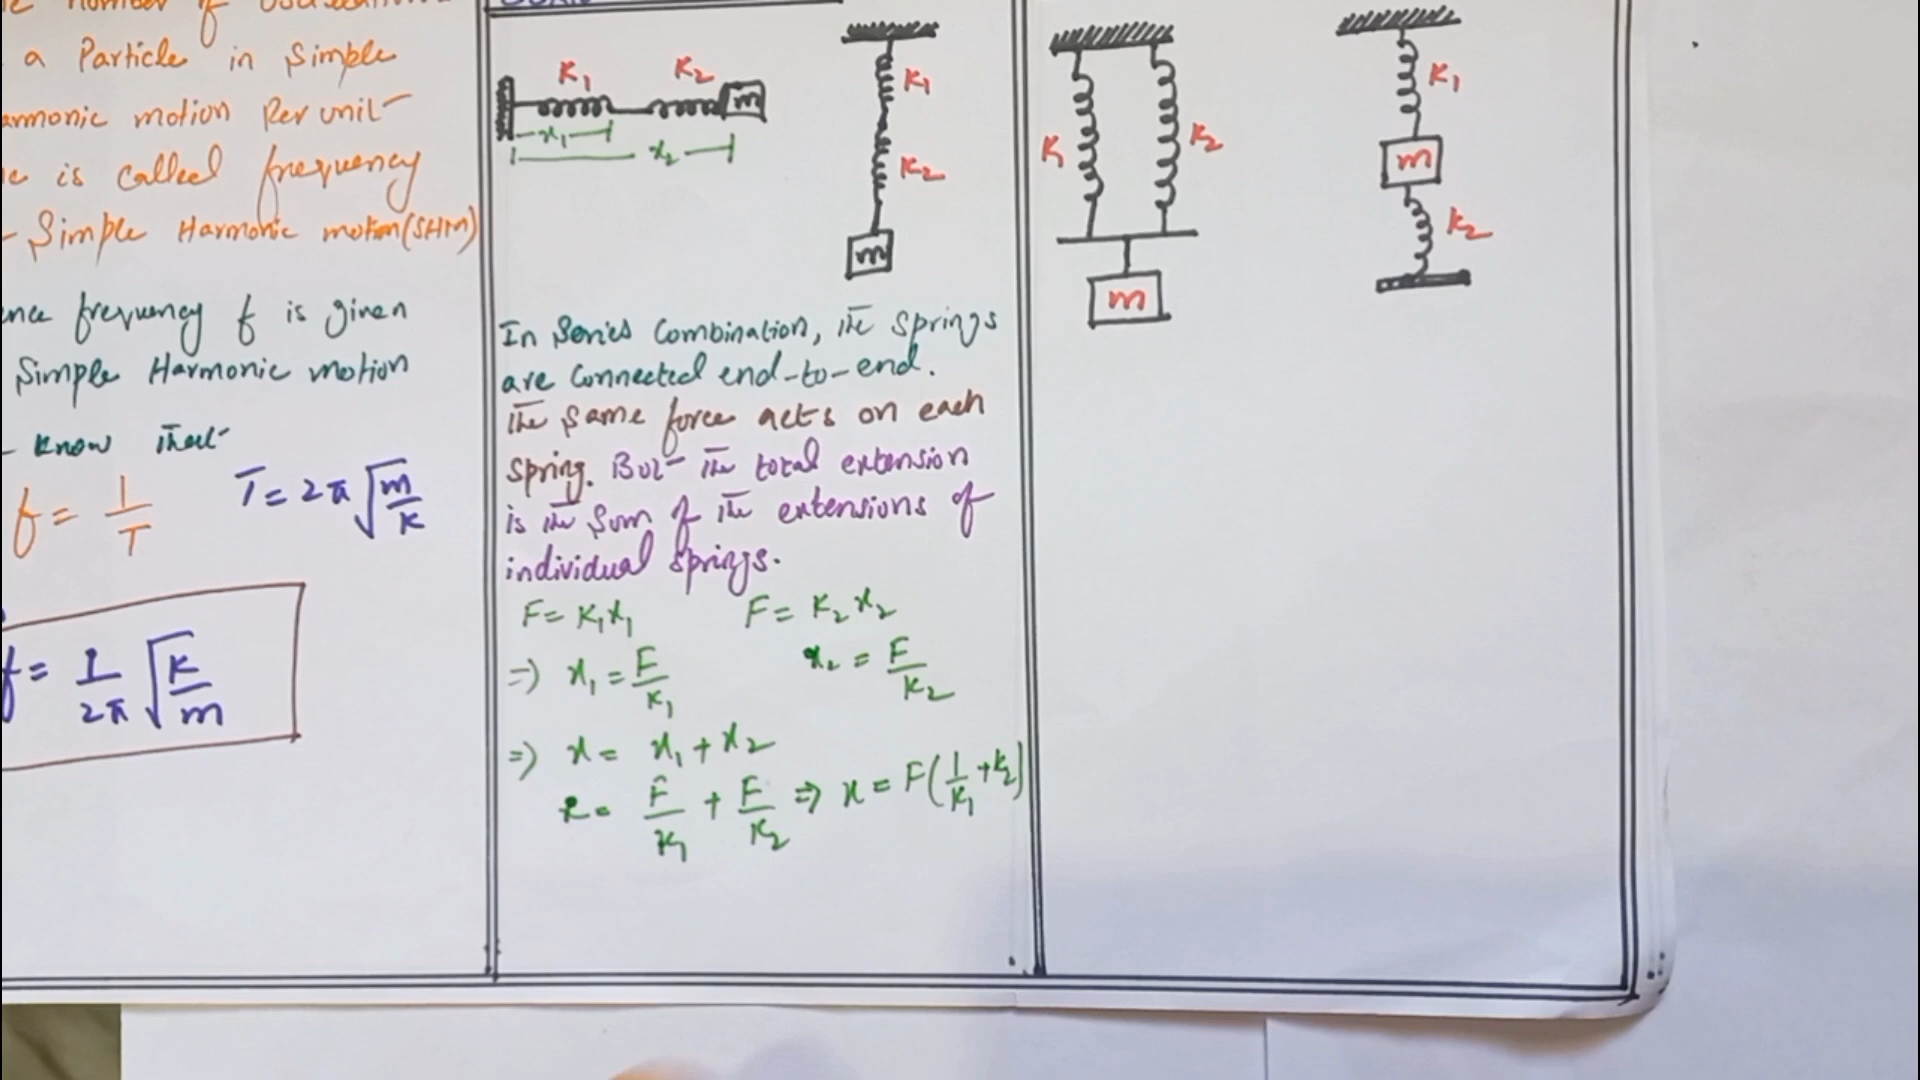 a Particle in Simple
armonic motion Per unit
is called frequency
Simple Harmonic motion (SHM)
frequency f is given
Simple Harmonic motion
know that
f = 1/T T = 2π√(m/K)
f = 1/2π √(K/m)
K1 K2 m
x1
x2
K1
K2
m
In Series Combination, the Springs
are Connected end-to-end.
The Same force acts on each
spring. But the total extension
is the Sum of the extensions of
individual springs.
F = K1x1 F = K2x2
=> x1 = F/K1 x2 = F/K2
=> x = x1 + x2
x = F/K1 + F/K2 => x = F(1/K1 + K2)
K K2
m
K1
m
K2